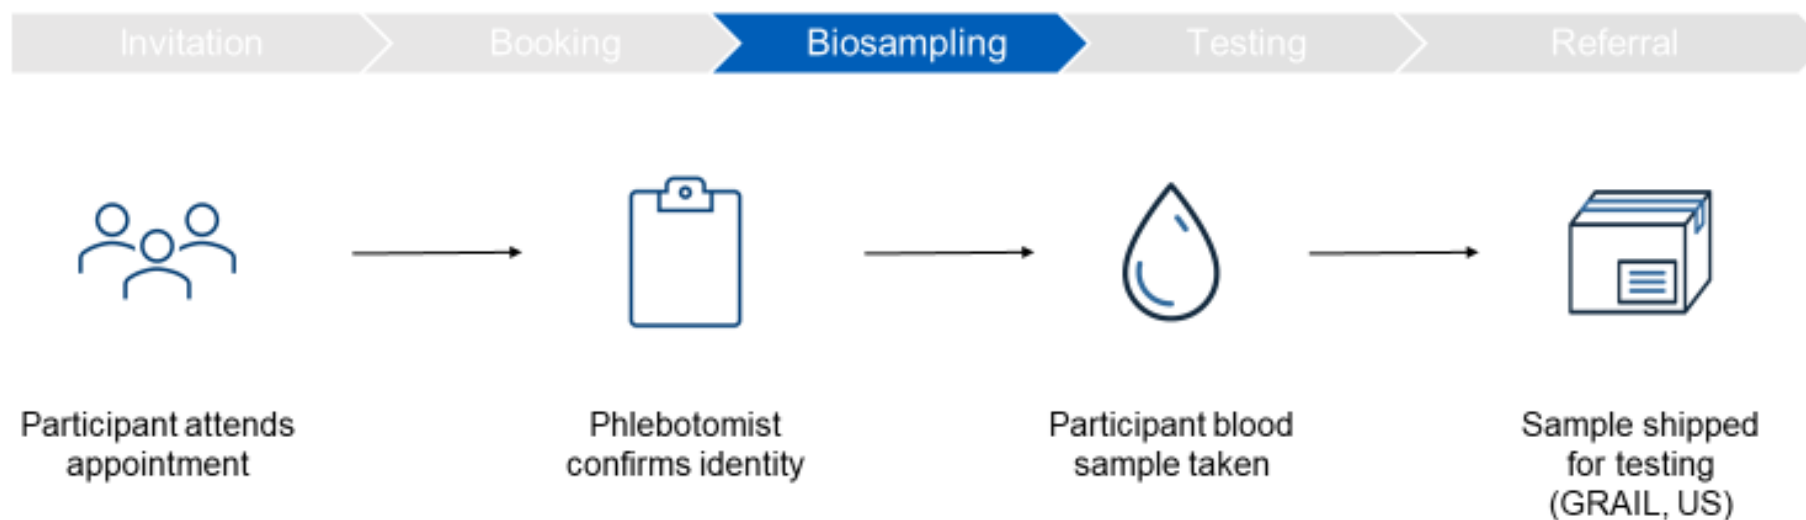 Invitation
Booking
Biosampling
Testing
Referral
Participant attends
appointment
Phlebotomist
confirms identity
Participant blood
sample taken
Sample shipped
for testing
(GRAIL, US)